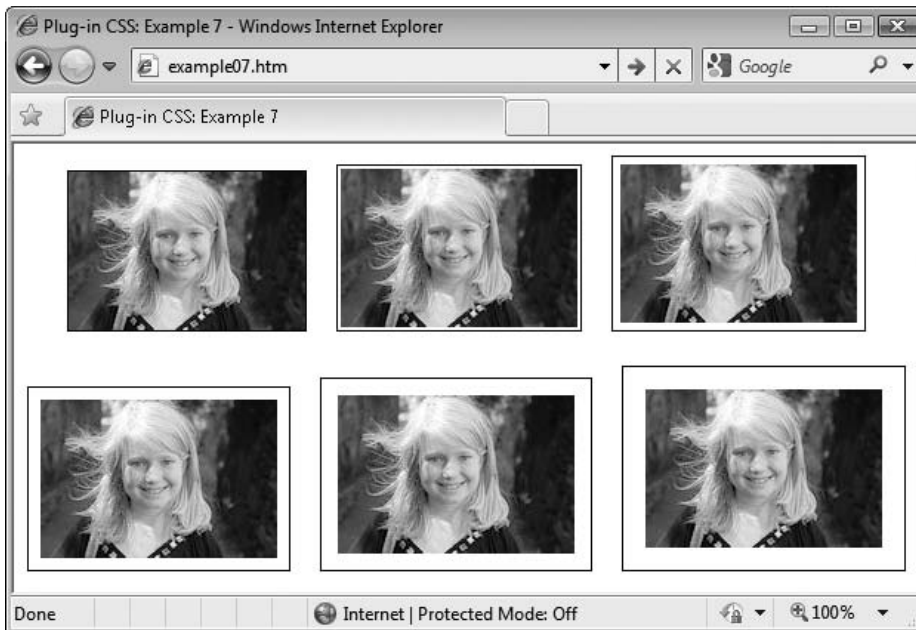 Plug-in CSS: Example 7 - Windows Internet Explorer
example07.htm
Google
Plug-in CSS: Example 7
Done
Internet | Protected Mode: Off
100%